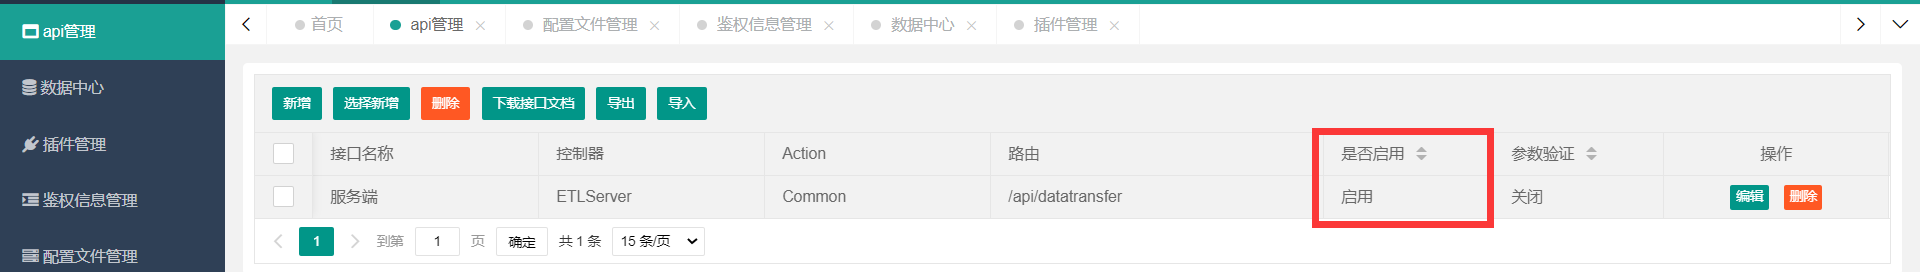 api管理
数据中心
插件管理
鉴权信息管理
配置文件管理
首页 api管理 配置文件管理 鉴权信息管理 数据中心 插件管理
新增 选择新增 删除 下载接口文档 导出 导入
接口名称 控制器 Action 路由 是否启用 参数验证 操作
服务端 ETLServer Common /api/datatransfer 启用 关闭 编辑 删除
1 到第 1 页 确定 共 1 条 15 条/页